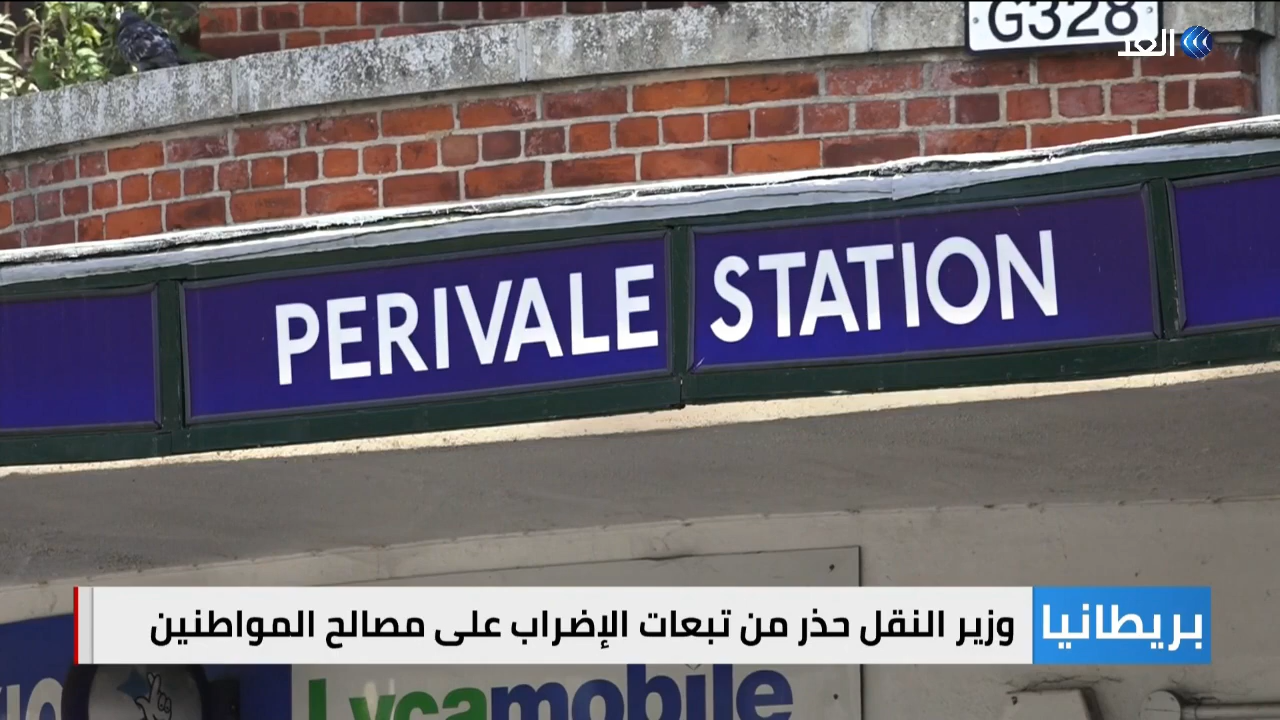 G328
الغد
PERIVALE STATION
بريطانيا
وزير النقل حذر من تبعات الإضراب على مصالح المواطنين
Lycamobile